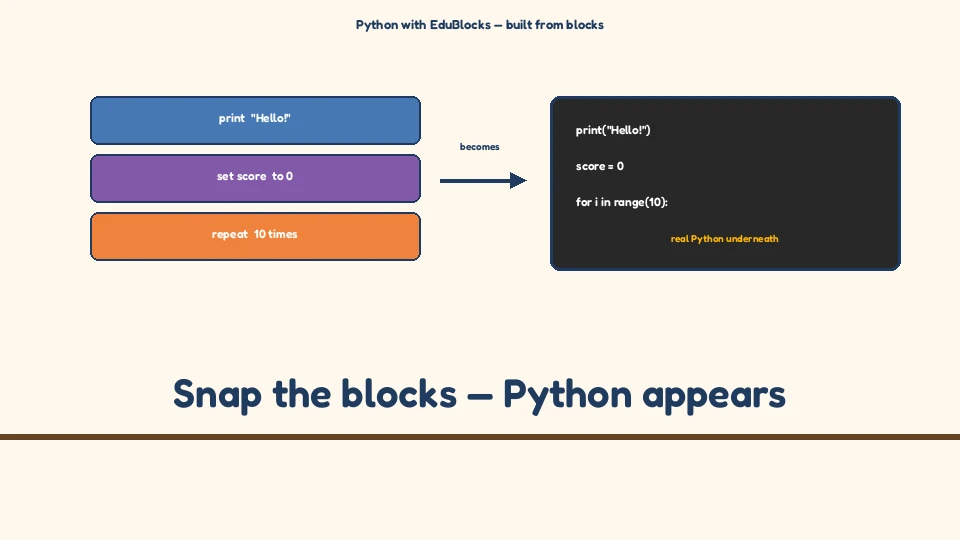 Python with EduBlocks — built from blocks
print "Hello!"
set score to 0
repeat 10 times
becomes
print("Hello!")
score = 0
for i in range(10):
real Python underneath
Snap the blocks — Python appears